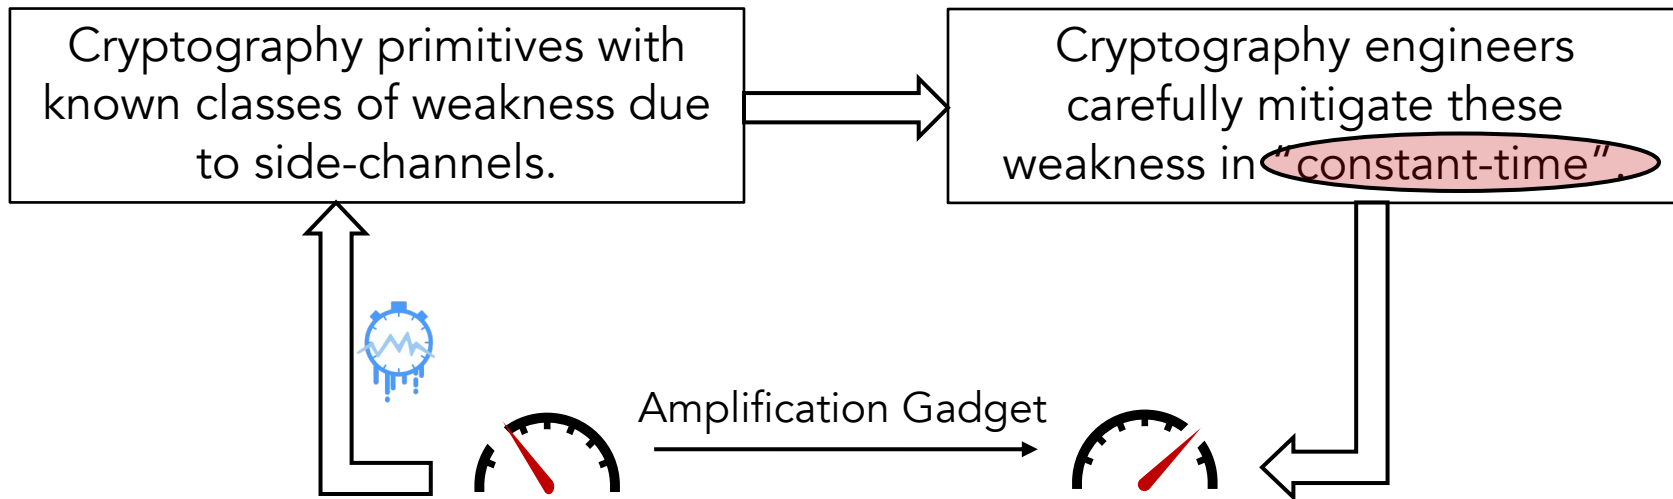 Cryptography primitives with
known classes of weakness due
to side-channels.
Cryptography engineers
carefully mitigate these
weakness in “constant-time”.
Amplification Gadget